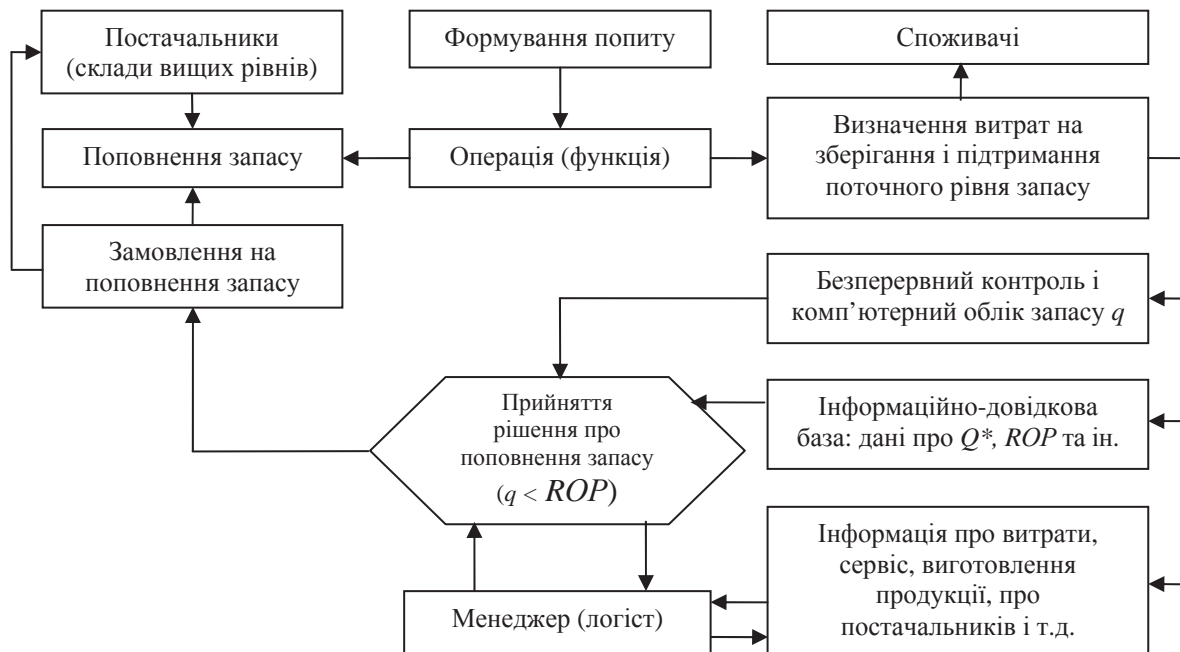 Постачальники
(склади вищих рівнів)
Формування попиту
Споживачі
Поповнення запасу
Операція (функція)
Визначення витрат на
зберігання і підтримання
поточного рівня запасу
Замовлення на
поповнення запасу
Безперервний контроль і
комп’ютерний облік запасу q
Прийняття
рішення про
поповнення запасу
(q < ROP)
Інформаційно-довідкова
база: дані про Q*, ROP та ін.
Менеджер (логіст)
Інформація про витрати,
сервіс, виготовлення
продукції, про
постачальників і т.д.